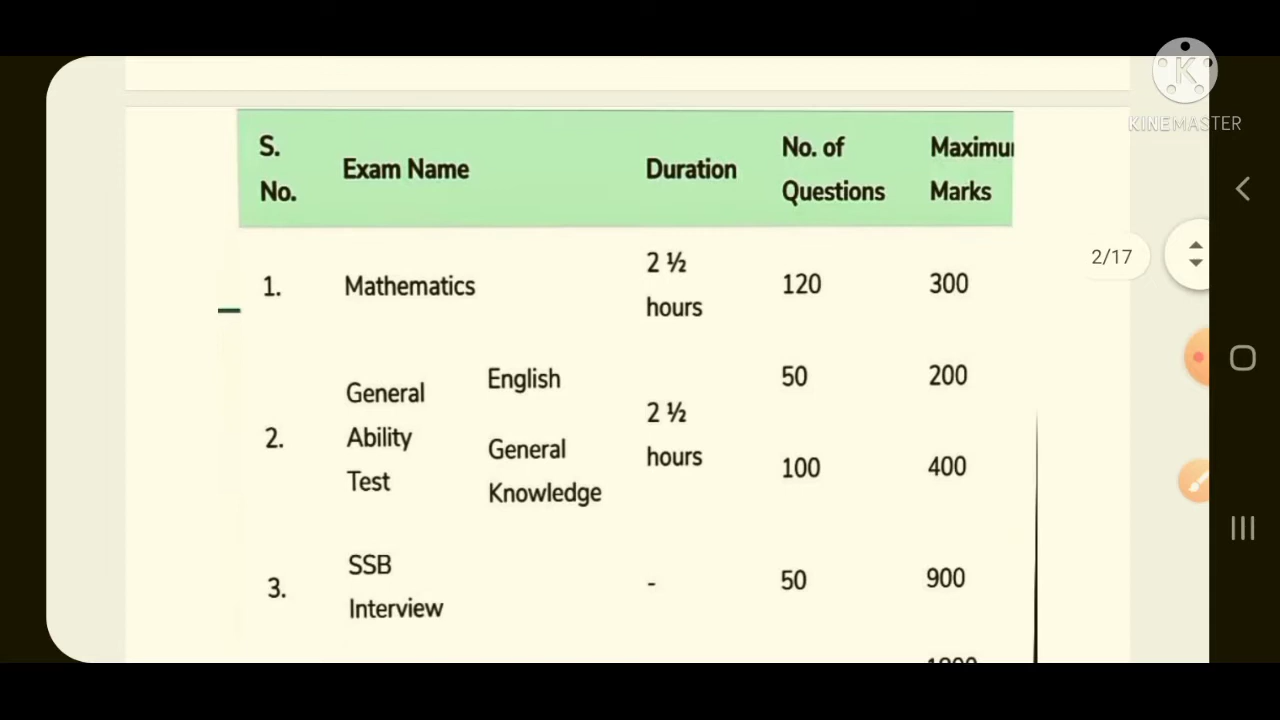 K
KINEMASTER
S. No. Exam Name Duration No. of Questions Maximum Marks
1. Mathematics 2 ½ hours 120 300
2. General Ability Test English 2 ½ hours 50 200
General Knowledge 100 400
3. SSB Interview - 50 900
2/17